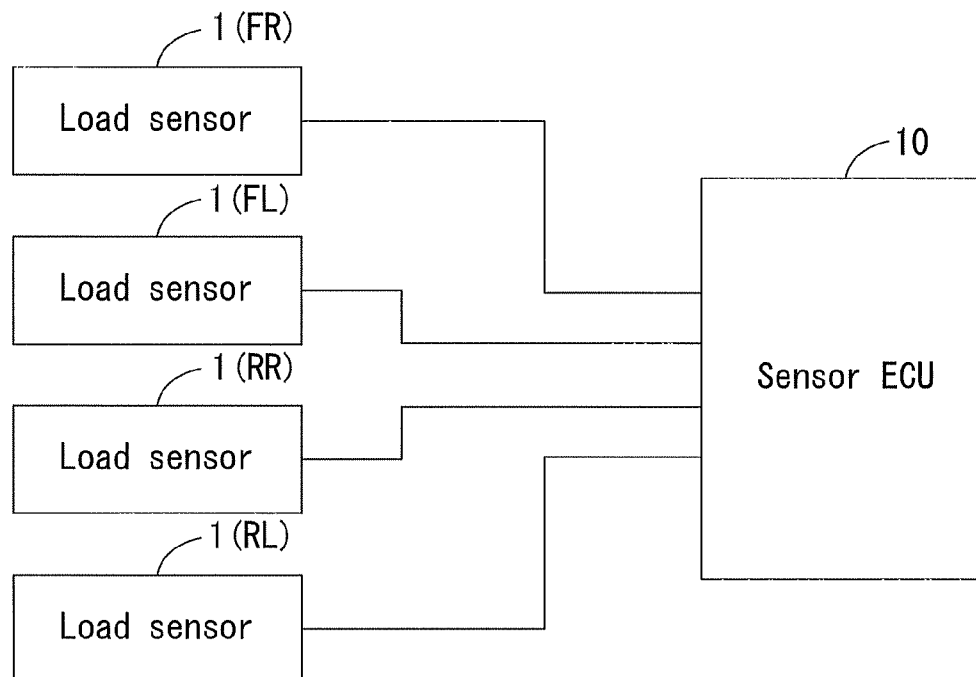 1(FR)
Load sensor
10
1(FL)
Load sensor
1(RR)
Sensor ECU
Load sensor
1(RL)
Load sensor